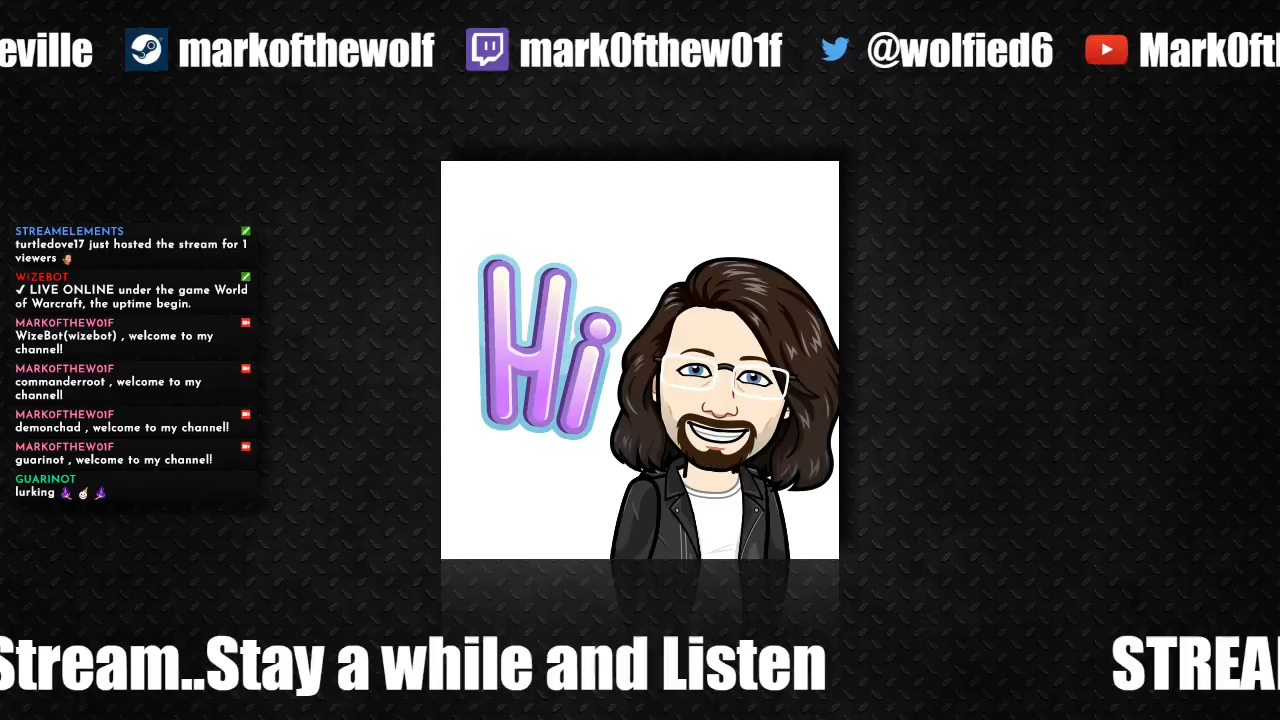 eville markofthewolf mark0fthew01f @wolfied6 Mark0ft
STREAMELEMENTS
turtledove17 just hosted the stream for 1
viewers
WIZEBOT
✓ LIVE ONLINE under the game World
of Warcraft, the uptime begin.
MARK0FTHEW01F
WizeBot(wizebot) , welcome to my
channel!
MARK0FTHEW01F
commanderroot , welcome to my
channel!
MARK0FTHEW01F
demonchad , welcome to my channel!
MARK0FTHEW01F
guarinot , welcome to my channel!
GUARINOT
lurking
Hi
Stream..Stay a while and Listen STREA